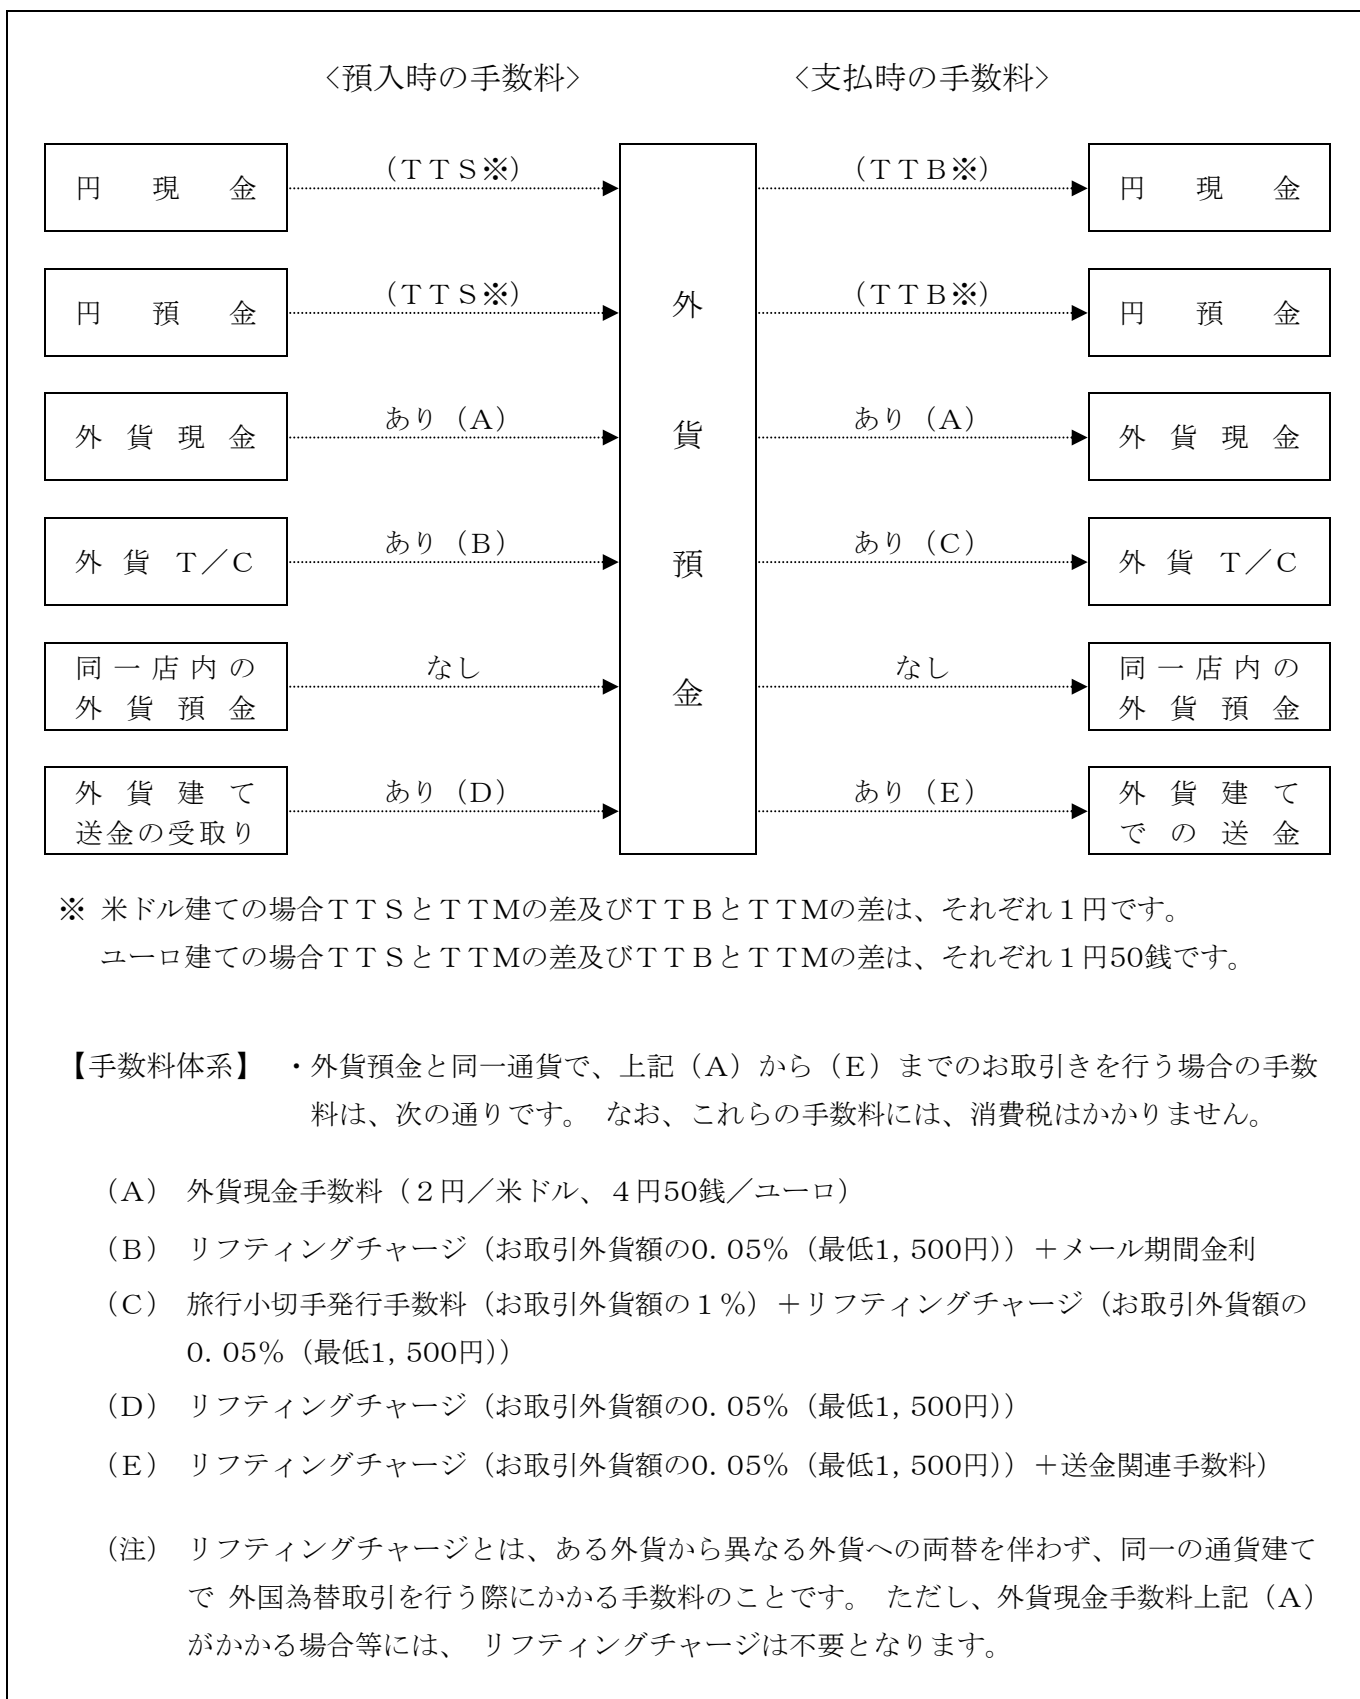 〈預入時の手数料〉 〈支払時の手数料〉
円現金 (TTS※) (TTB※) 円現金
円預金 (TTS※) (TTB※) 円預金
外貨現金 あり(A) あり(A) 外貨現金
外貨T/C あり(B) あり(C) 外貨T/C
同一店内の外貨預金 なし なし 同一店内の外貨預金
外貨建て送金の受取り あり(D) あり(E) 外貨建てでの送金
外貨預金
※ 米ドル建ての場合TTSとTTMの差及びTTBとTTMの差は、それぞれ1円です。
ユーロ建ての場合TTSとTTMの差及びTTBとTTMの差は、それぞれ1円50銭です。
【手数料体系】 ・外貨預金と同一通貨で、上記(A)から(E)までのお取引きを行う場合の手数
料は、次の通りです。 なお、これらの手数料には、消費税はかかりません。
(A) 外貨現金手数料(2円/米ドル、4円50銭/ユーロ)
(B) リフティングチャージ(お取引外貨額の0.05%(最低1,500円))+メール期間金利
(C) 旅行小切手発行手数料(お取引外貨額の1%)+リフティングチャージ(お取引外貨額の
0.05%(最低1,500円))
(D) リフティングチャージ(お取引外貨額の0.05%(最低1,500円))
(E) リフティングチャージ(お取引外貨額の0.05%(最低1,500円))+送金関連手数料)
(注) リフティングチャージとは、ある外貨から異なる外貨への両替を伴わず、同一の通貨建て
で 外国為替取引を行う際にかかる手数料のことです。 ただし、外貨現金手数料上記(A)
がかかる場合等には、 リフティングチャージは不要となります。